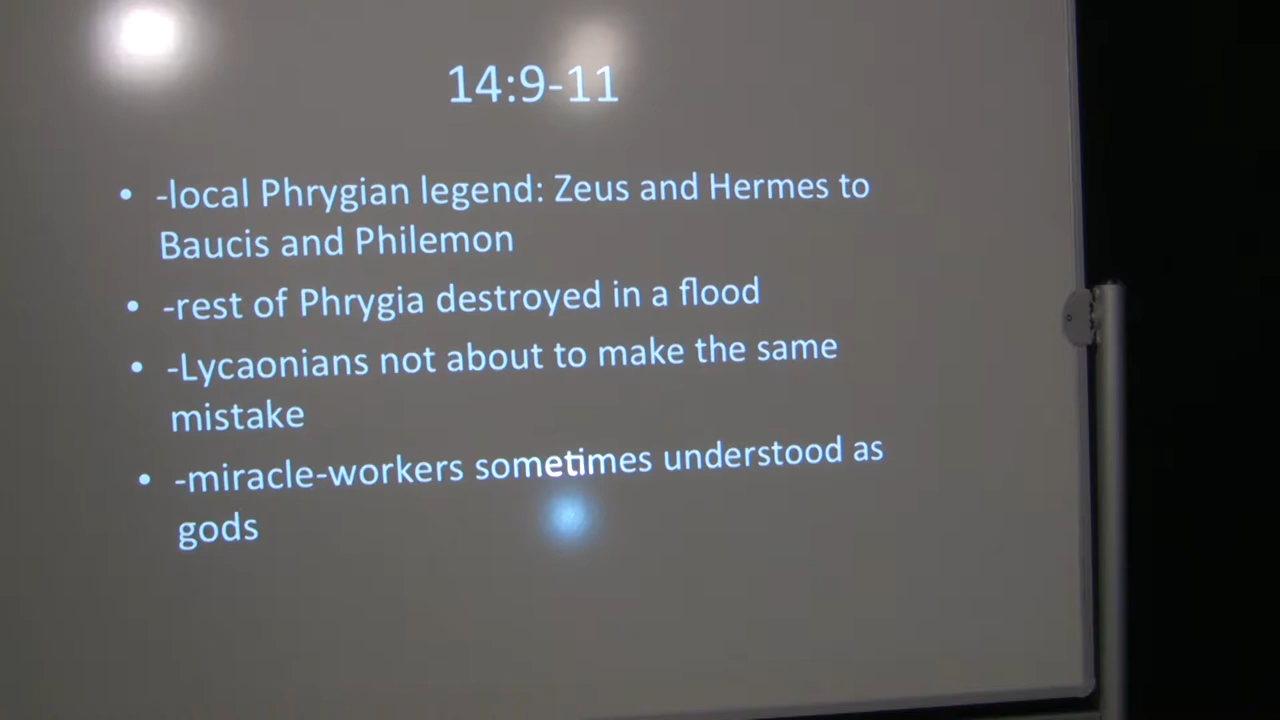 14:9-11
• -local Phrygian legend: Zeus and Hermes to
Baucis and Philemon
• -rest of Phrygia destroyed in a flood
• -Lycaonians not about to make the same
mistake
• -miracle-workers sometimes understood as
gods